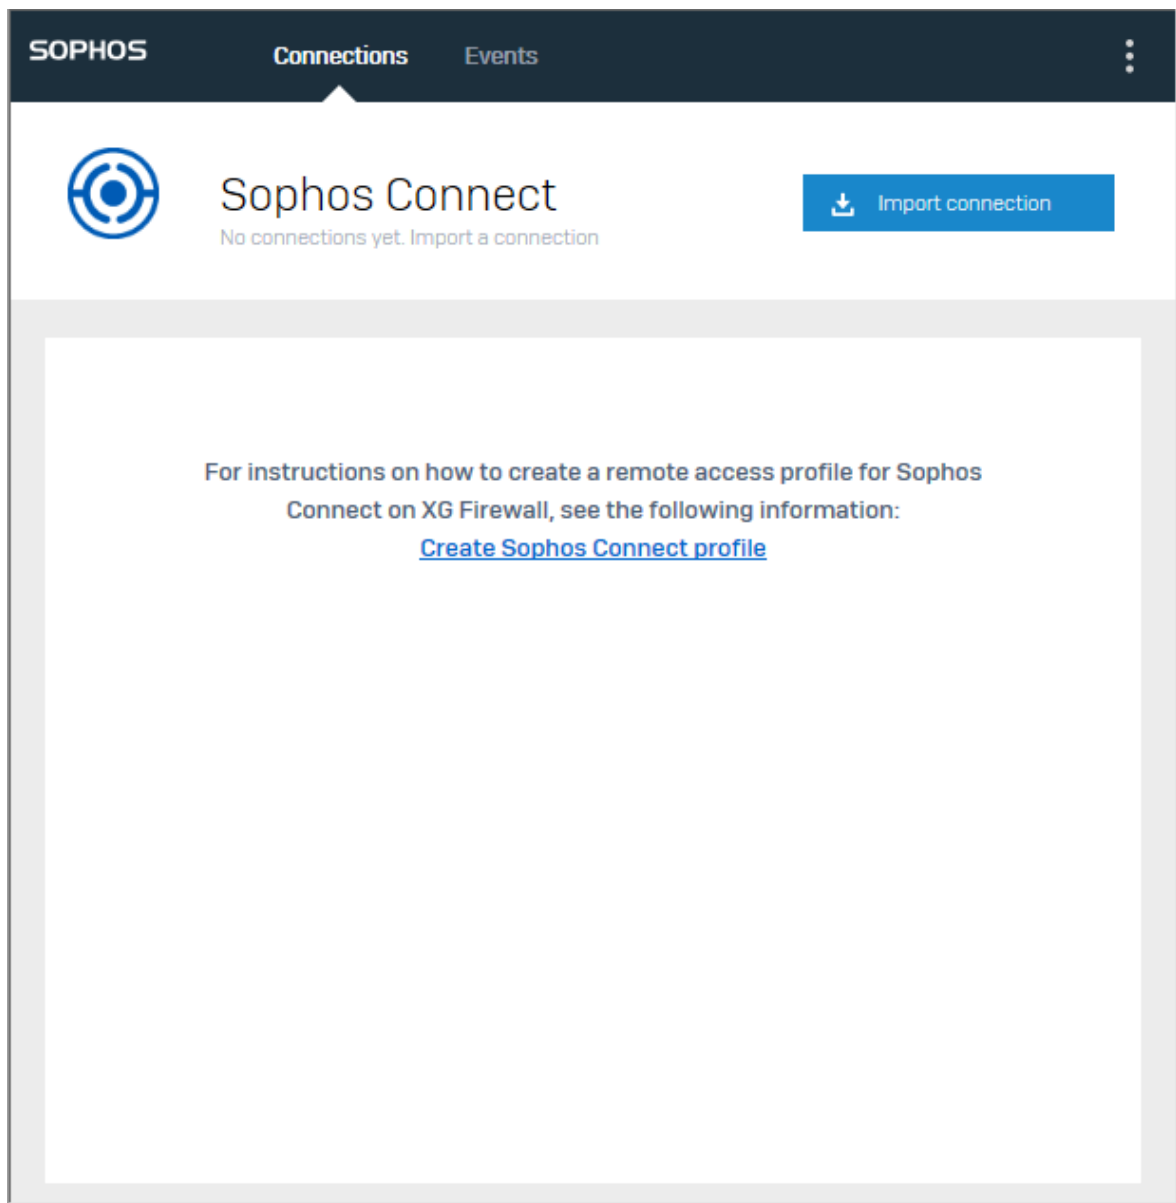 SOPHOS
Connections
Events
Sophos Connect
No connections yet. Import a connection
Import connection
For instructions on how to create a remote access profile for Sophos
Connect on XG Firewall, see the following information:
Create Sophos Connect profile